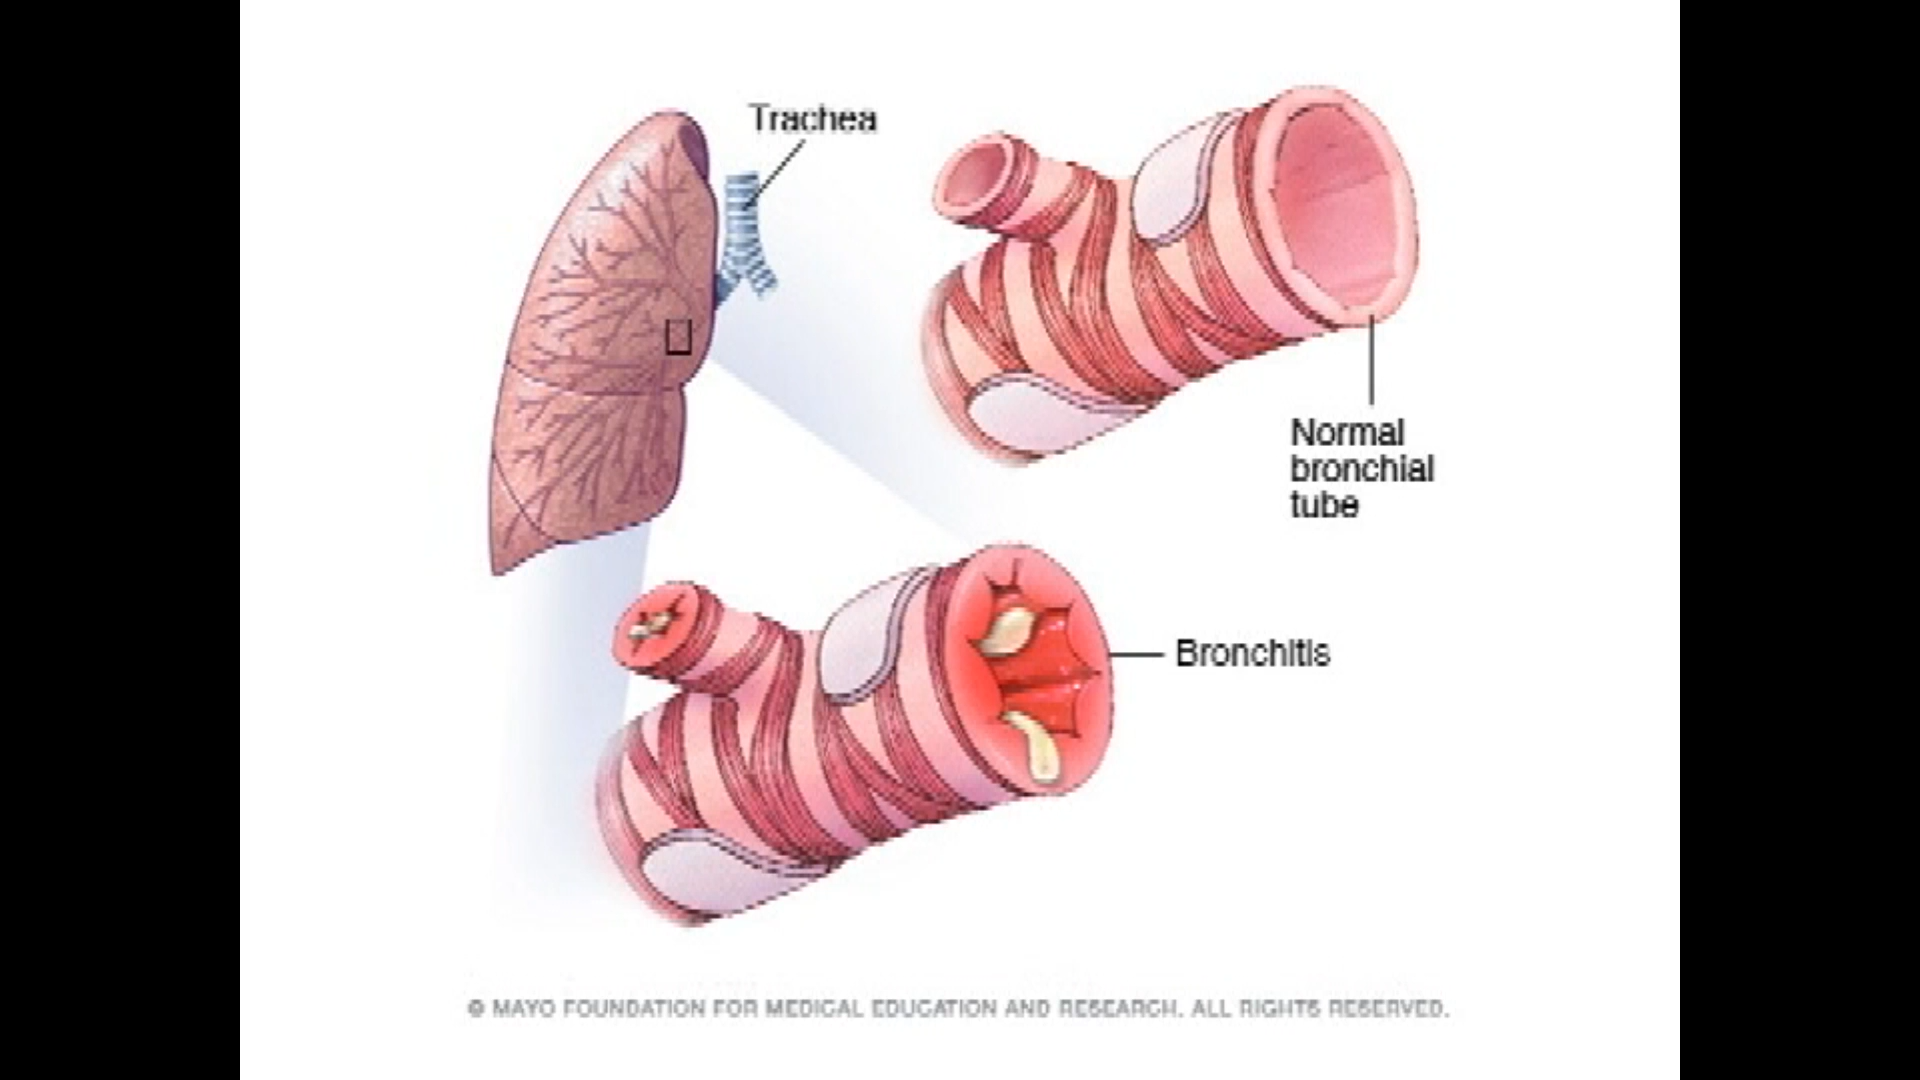 Trachea
Normal
bronchial
tube
Bronchitis
© MAYO FOUNDATION FOR MEDICAL EDUCATION AND RESEARCH. ALL RIGHTS RESERVED.